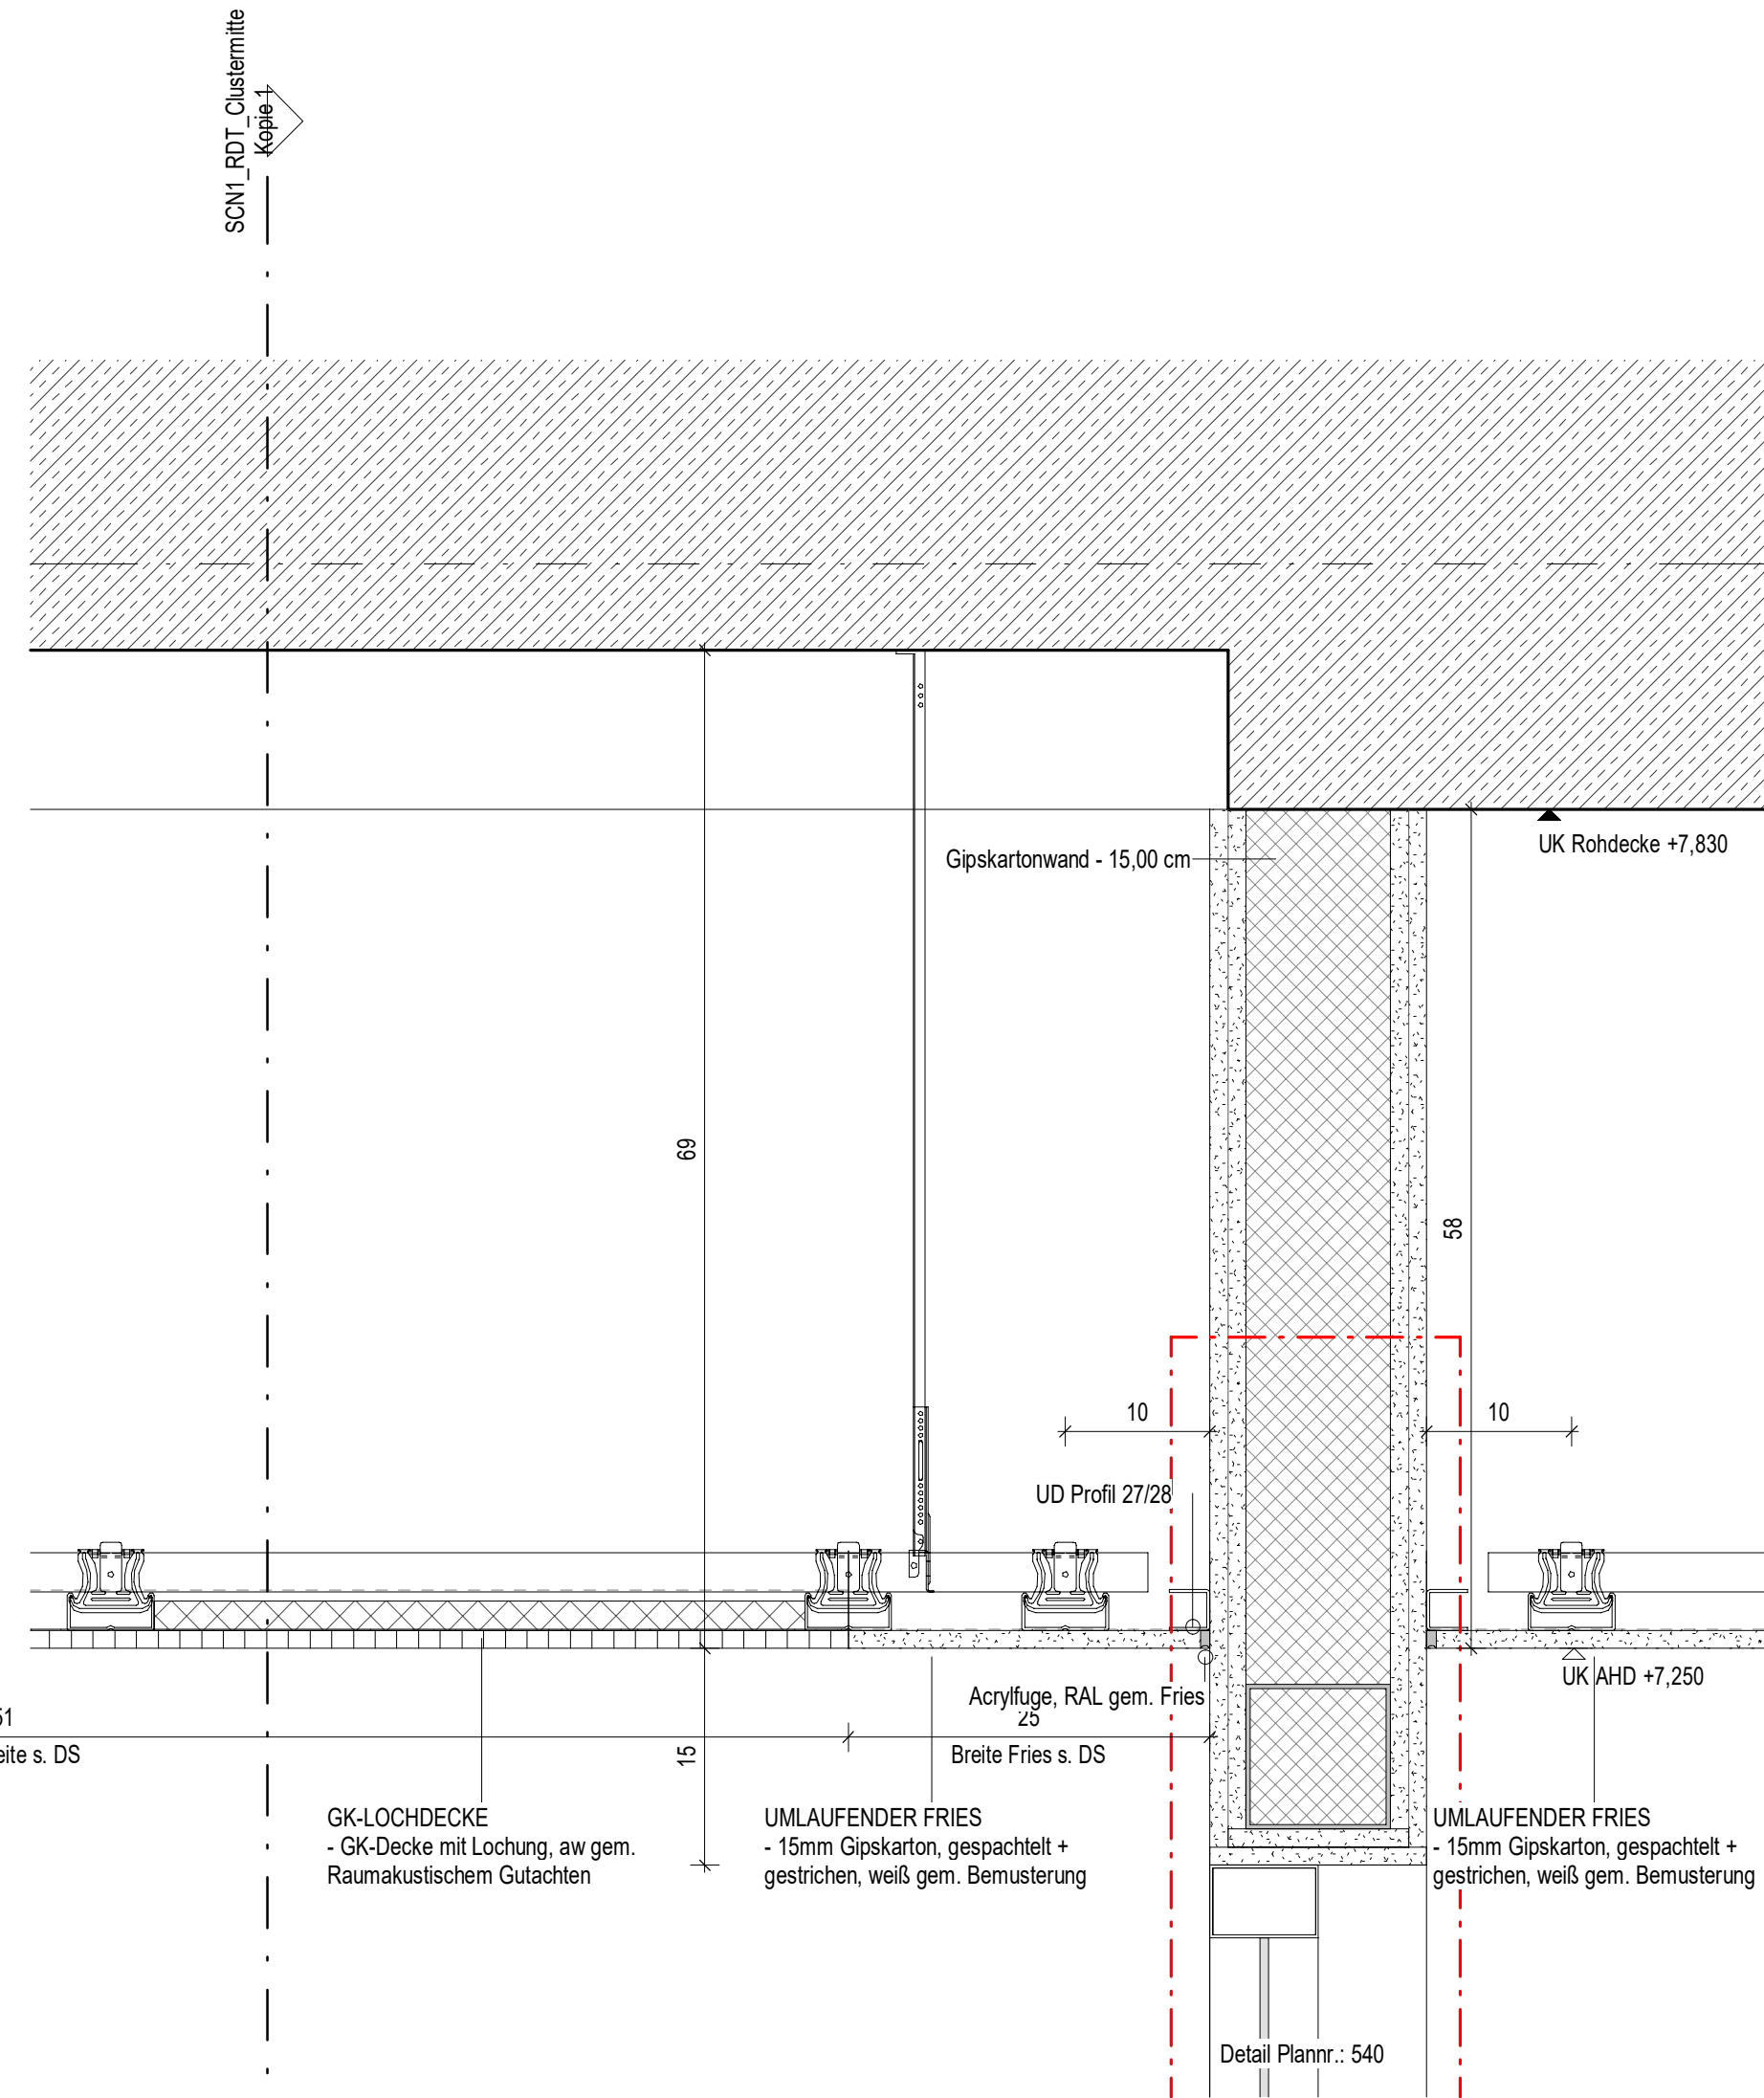 SCN1_RDT_Clustermitte
Kopie 1
Gipskartonwand - 15,00 cm
UK Rohdecke +7,830
69
58
10
10
UD Profil 27/28
UK AHD +7,250
Acrylfuge, RAL gem. Fries
51
25
eite s. DS
15
Breite Fries s. DS
GK-LOCHDECKE
- GK-Decke mit Lochung, aw gem.
Raumakustischem Gutachten
UMLAUFENDER FRIES
- 15mm Gipskarton, gespachtelt +
gestrichen, weiß gem. Bemusterung
UMLAUFENDER FRIES
- 15mm Gipskarton, gespachtelt +
gestrichen, weiß gem. Bemusterung
Detail Plannr.: 540